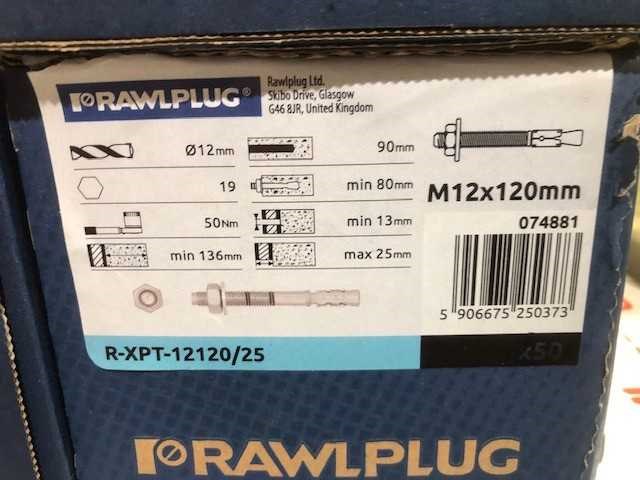 RAWLPLUG®
Rawlplug Ltd.
Skibo Drive, Glasgow
G46 8JR, United Kingdom
Ø12mm
90mm
19
min 80mm
50Nm
min 13mm
min 136mm
max 25mm
M12x120mm
074881
5 906675 250373
R-XPT-12120/25
x50
RAWLPLUG